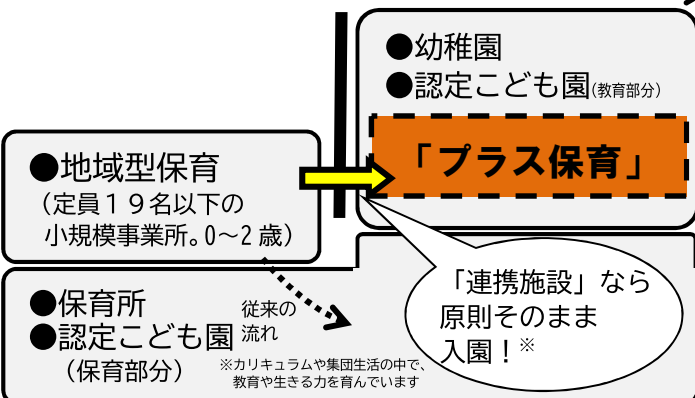 ●幼稚園
●認定こども園(教育部分)
「プラス保育」
●地域型保育
（定員１９名以下の
小規模事業所。0～2 歳）
「連携施設」なら
原則そのまま
入園！※
●保育所
●認定こども園
（保育部分）
従来の
流れ
※カリキュラムや集団生活の中で、
教育や生きる力を育んでいます